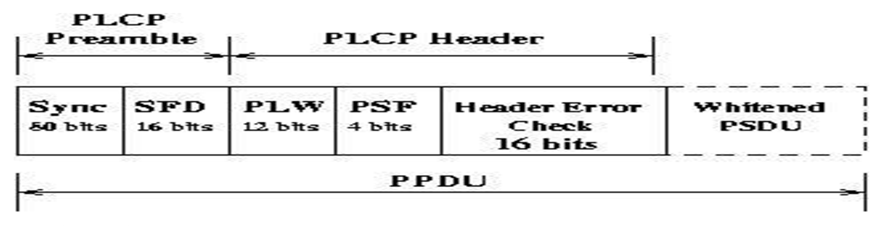 PLCP
Preamble
PLCP Header
Sync
80 bits
SFD
16 bits
PLW
12 bits
PSF
4 bits
Header Error
Check
16 bits
Whitened
PSDU
PPDU